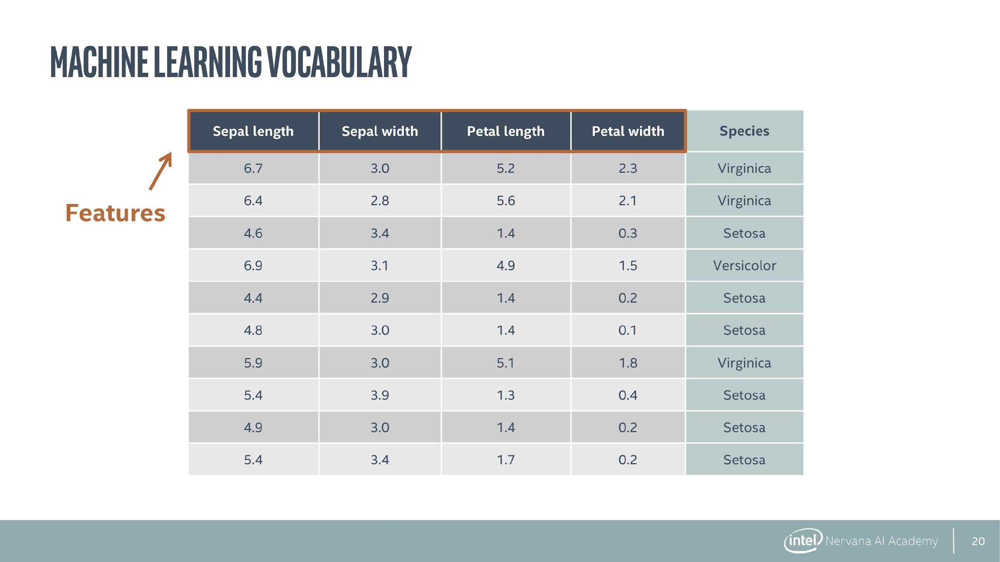 MACHINE LEARNING VOCABULARY
Sepal length Sepal width Petal length Petal width Species
6.7 3.0 5.2 2.3 Virginica
6.4 2.8 5.6 2.1 Virginica
4.6 3.4 1.4 0.3 Setosa
6.9 3.1 4.9 1.5 Versicolor
4.4 2.9 1.4 0.2 Setosa
4.8 3.0 1.4 0.1 Setosa
5.9 3.0 5.1 1.8 Virginica
5.4 3.9 1.3 0.4 Setosa
4.9 3.0 1.4 0.2 Setosa
5.4 3.4 1.7 0.2 Setosa
Features
intel Nervana AI Academy 20